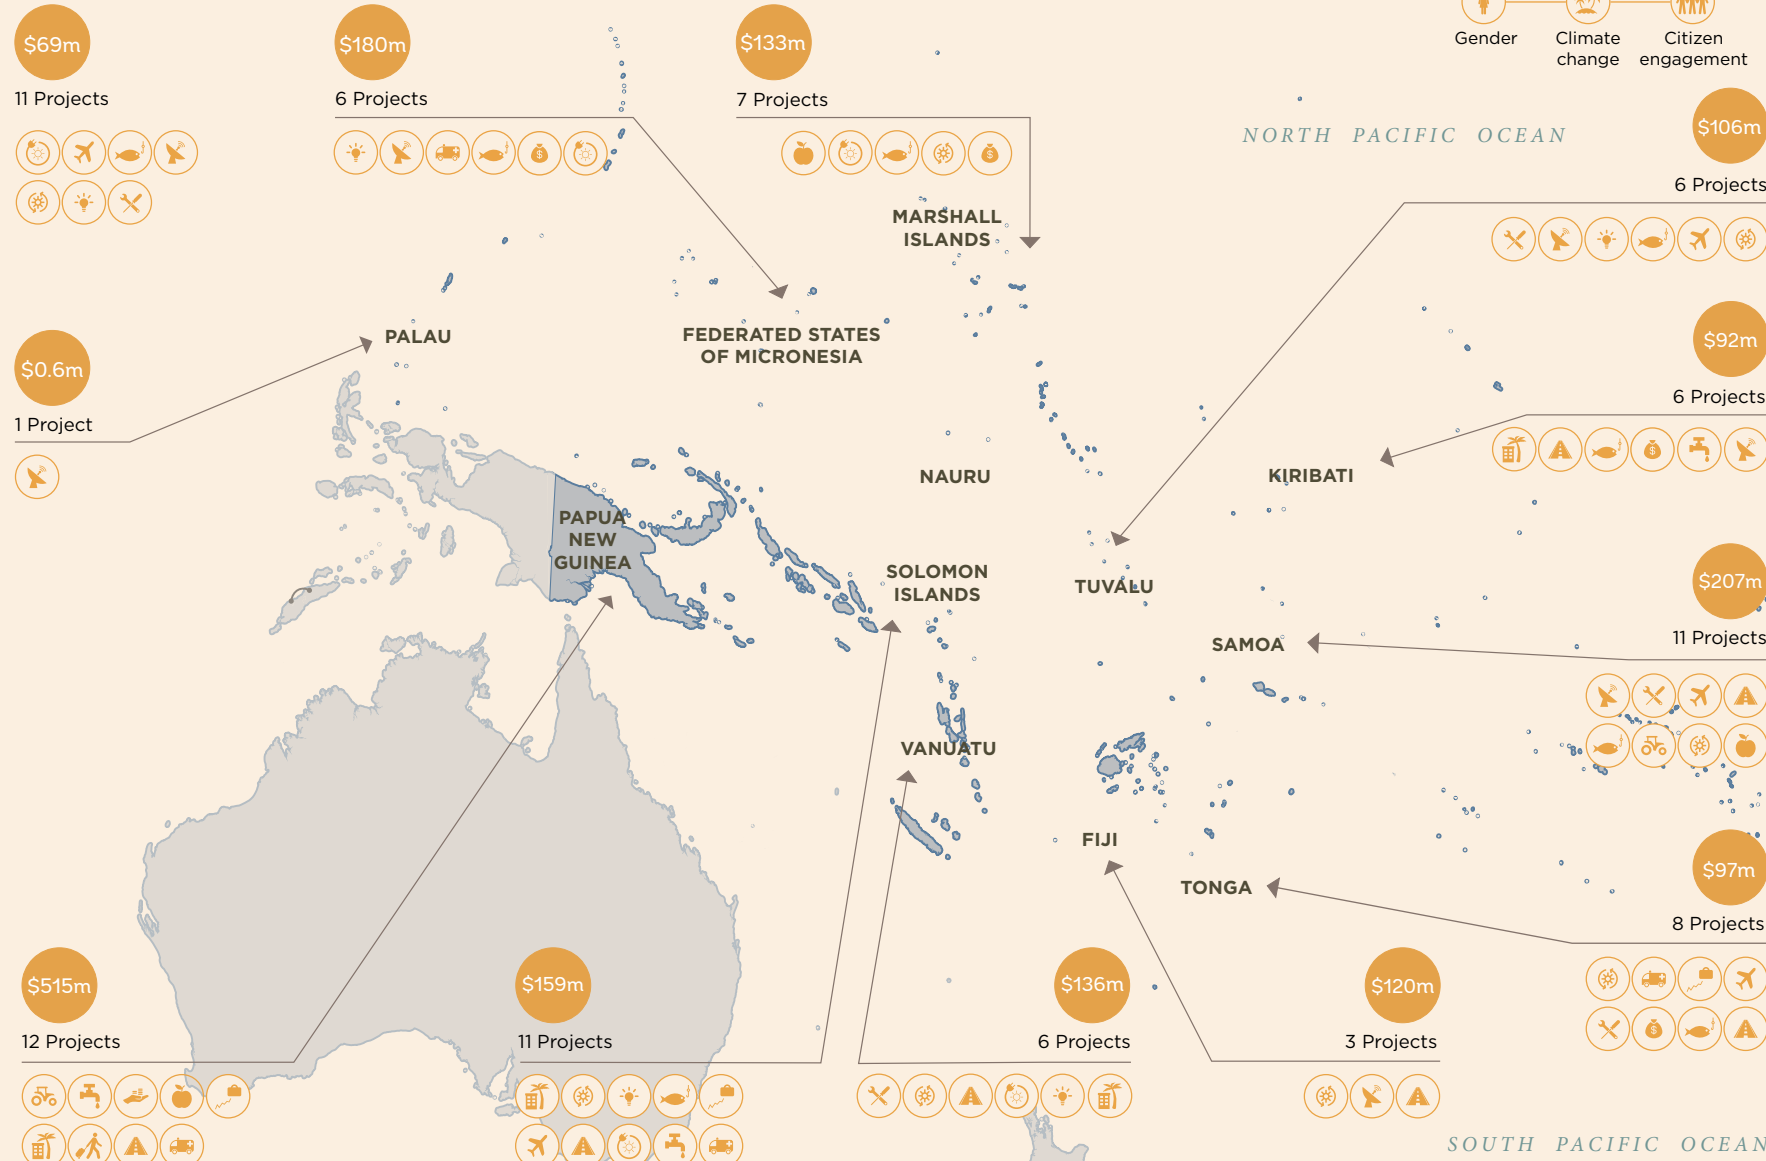 $69m
11 Projects
$180m
6 Projects
$133m
7 Projects
Gender
Climate
change
Citizen
engagement
NORTH PACIFIC OCEAN
$106m
6 Projects
MARSHALL
ISLANDS
PALAU
FEDERATED STATES
OF MICRONESIA
$0.6m
1 Project
$92m
6 Projects
NAURU
KIRIBATI
PAPUA
NEW
GUINEA
SOLOMON
ISLANDS
TUVALU
$207m
11 Projects
SAMOA
VANUATU
FIJI
TONGA
$97m
8 Projects
$515m
12 Projects
$159m
11 Projects
$136m
6 Projects
$120m
3 Projects
SOUTH PACIFIC OCEAN